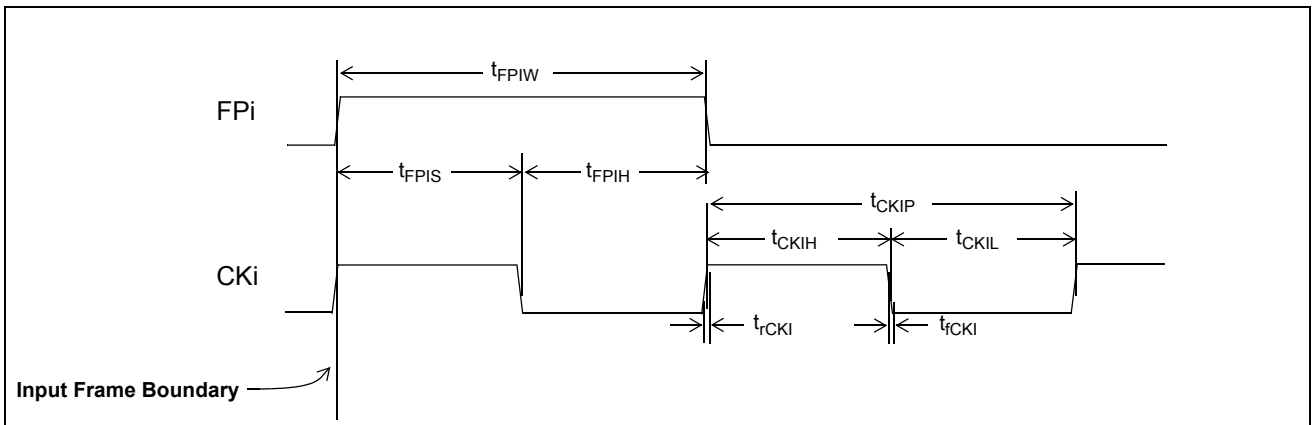 tFPIW
FPi
tFPIS
tFPIH
tCKIP
tCKIH
tCKIL
CKi
trCKI
tfCKI
Input Frame Boundary